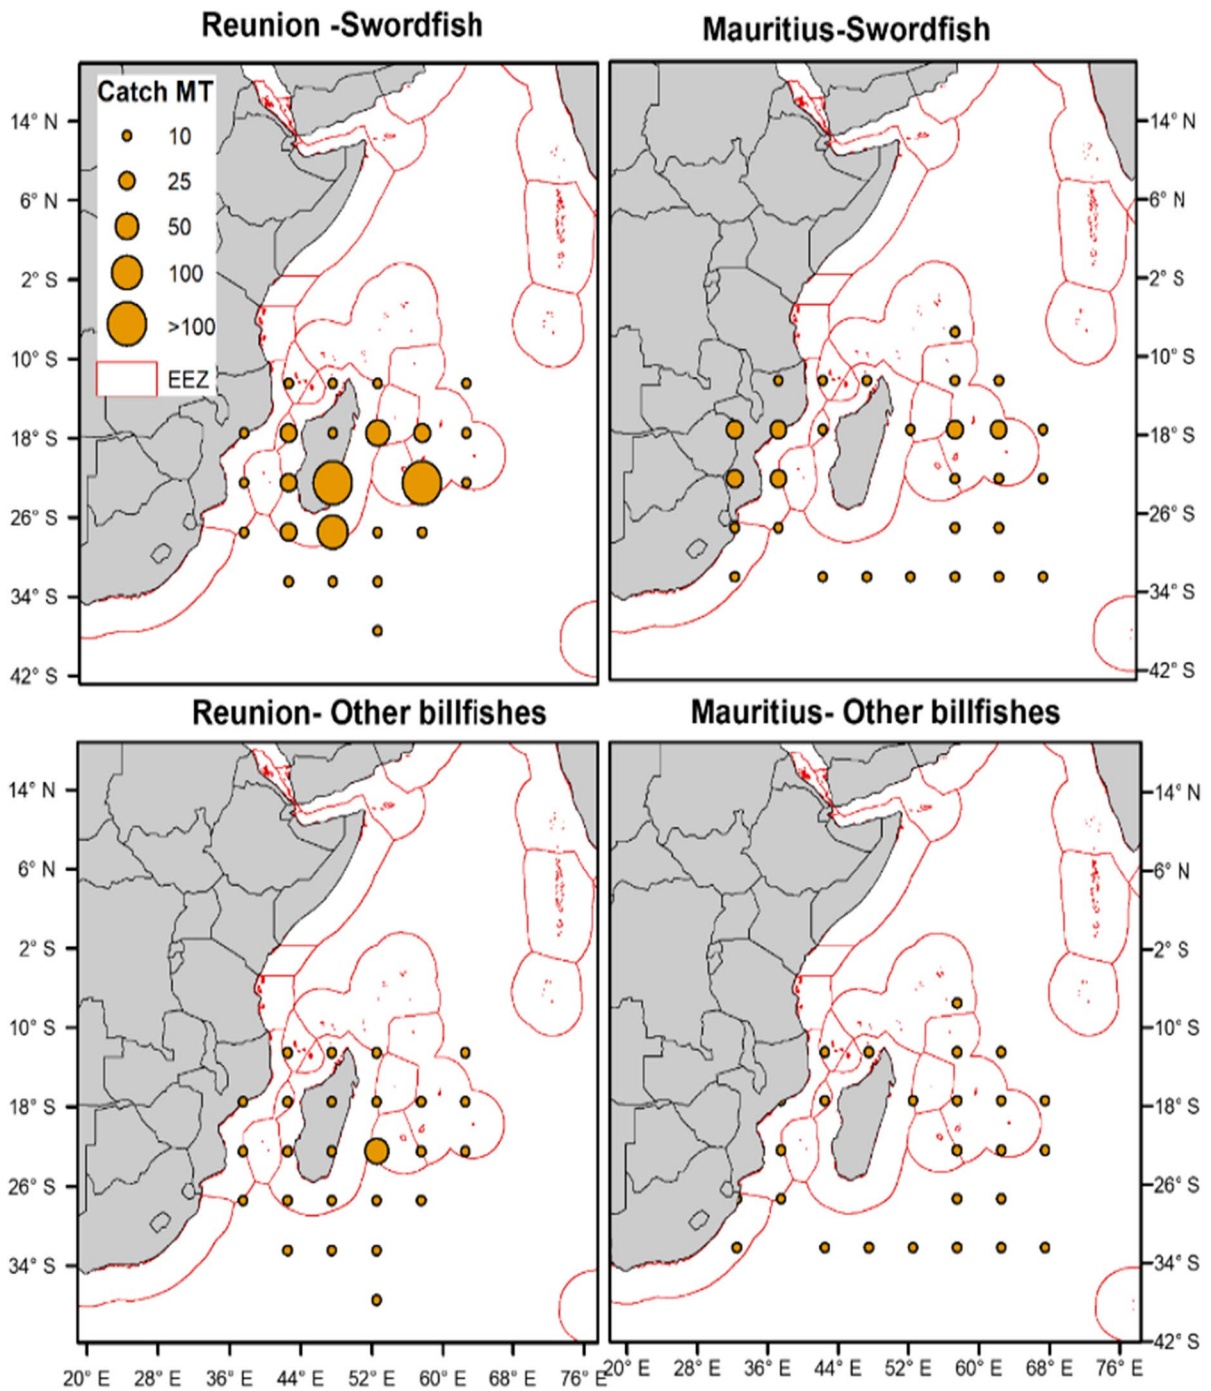 Reunion -Swordfish
Mauritius-Swordfish
Catch MT
10
25
50
100
>100
EEZ
14° N
6° N
2° S
10° S
18° S
26° S
34° S
42° S
14° N
6° N
2° S
10° S
18° S
26° S
34° S
42° S
Reunion- Other billfishes
Mauritius- Other billfishes
14° N
6° N
2° S
10° S
18° S
26° S
34° S
14° N
6° N
2° S
10° S
18° S
26° S
34° S
42° S
20° E 28° E 36° E 44° E 52° E 60° E 68° E 76° E
20° E 28° E 36° E 44° E 52° E 60° E 68° E 76° E